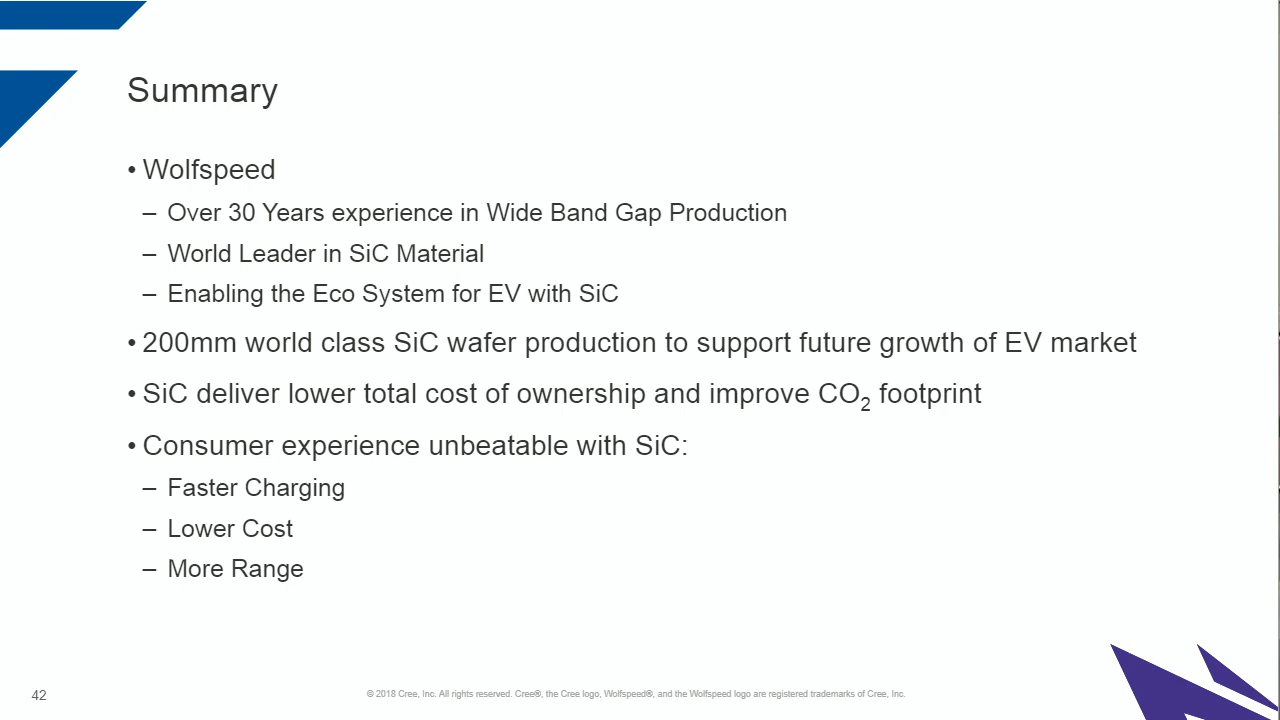 Summary
• Wolfspeed
– Over 30 Years experience in Wide Band Gap Production
– World Leader in SiC Material
– Enabling the Eco System for EV with SiC
• 200mm world class SiC wafer production to support future growth of EV market
• SiC deliver lower total cost of ownership and improve CO₂ footprint
• Consumer experience unbeatable with SiC:
– Faster Charging
– Lower Cost
– More Range
42
© 2018 Cree, Inc. All rights reserved. Cree®, the Cree logo, Wolfspeed®, and the Wolfspeed logo are registered trademarks of Cree, Inc.